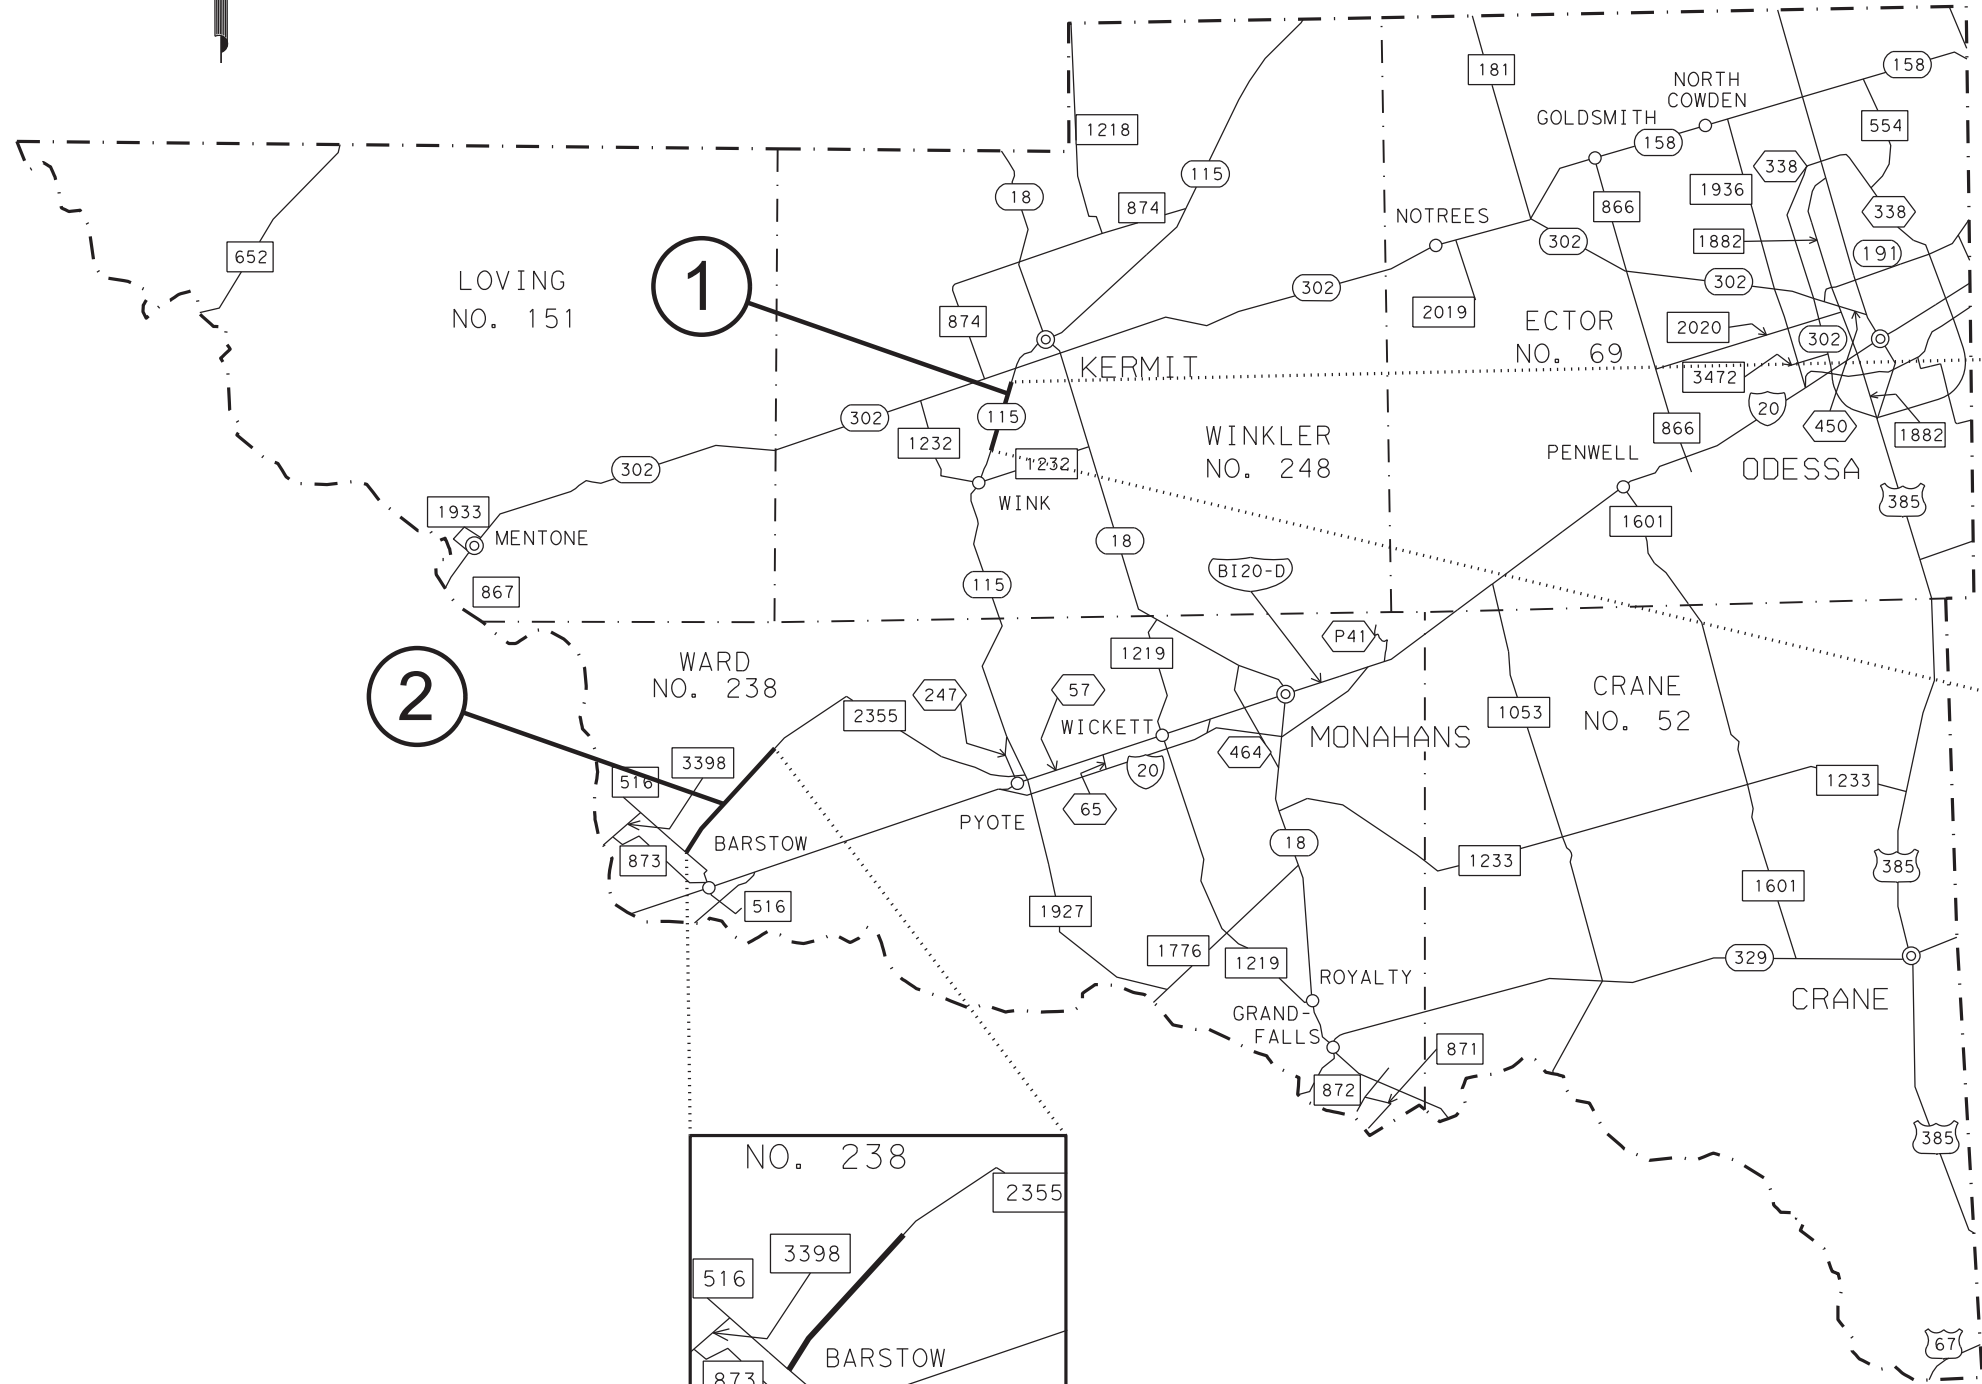 158
181
NORTH
COWDEN
GOLDSMITH
1218
554
158
338
115
18
1936
866
874
338
NOTREES
652
1882
302
191
LOVING
NO. 151
1
302
302
2019
874
ECTOR
NO. 69
2020
302
KERMIT
3472
20
302
115
1232
WINKLER
NO. 248
866
450
1882
PENWELL
302
1232
ODESSA
WINK
385
1933
MENTONE
1601
18
BI20-D
115
867
P41
1219
WARD
NO. 238
2
247
57
CRANE
NO. 52
2355
1053
WICKETT
MONAHANS
464
3398
516
20
1233
65
PYOTE
BARSTOW
18
873
1233
385
1601
516
1927
1776
1219
329
ROYALTY
CRANE
GRAND-
FALLS
871
872
385
NO. 238
2355
3398
516
67
BARSTOW
873